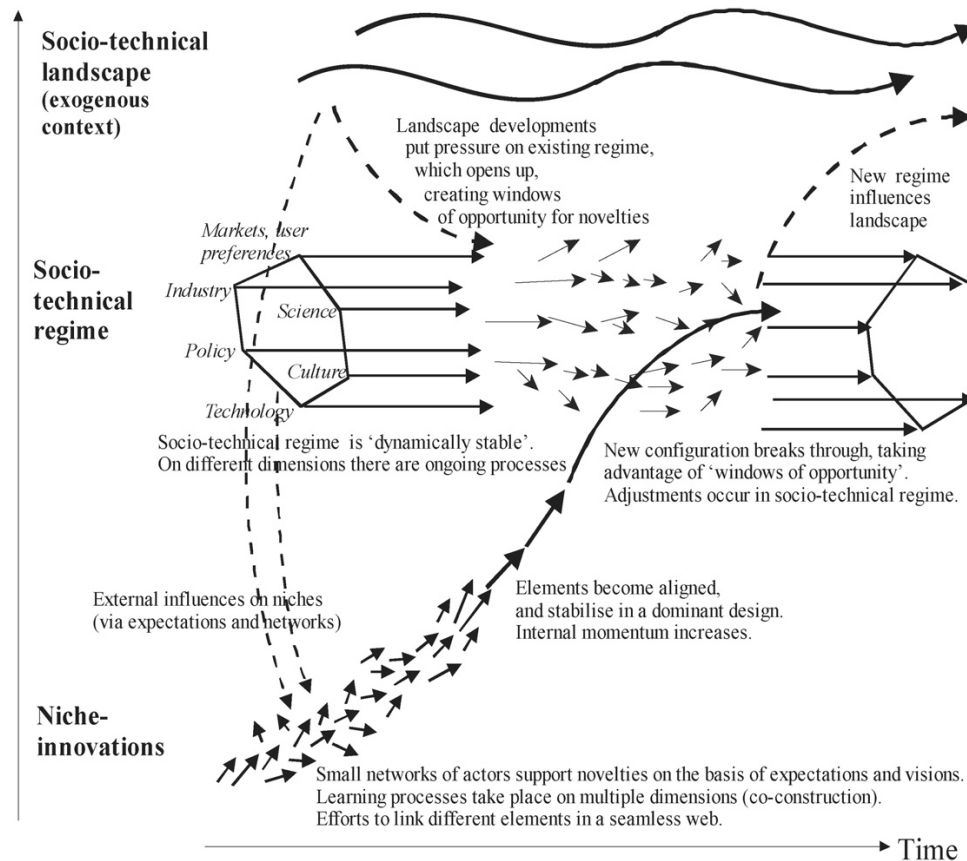 Socio-technical
landscape
(exogenous
context)
Landscape developments
put pressure on existing regime,
which opens up,
creating windows
of opportunity for novelties
New regime
influences
landscape
Markets, user
preferences
Socio-
technical
regime
Industry
Science
Policy
Culture
Technology
Socio-technical regime is ‘dynamically stable’.
On different dimensions there are ongoing processes
New configuration breaks through, taking
advantage of ‘windows of opportunity’.
Adjustments occur in socio-technical regime.
External influences on niches
(via expectations and networks)
Elements become aligned,
and stabilise in a dominant design.
Internal momentum increases.
Niche-
innovations
Small networks of actors support novelties on the basis of expectations and visions.
Learning processes take place on multiple dimensions (co-construction).
Efforts to link different elements in a seamless web.
Time